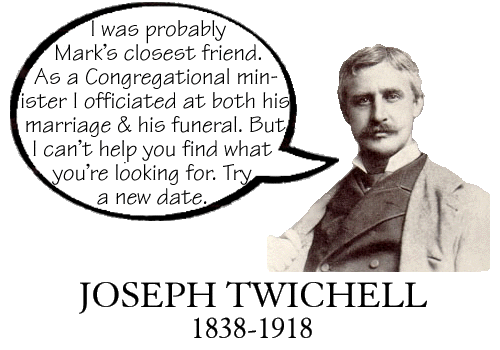 I was probably
Mark's closest friend.
As a Congregational min-
ister I officiated at both his
marriage & his funeral. But
I can't help you find what
you're looking for. Try
a new date.
JOSEPH TWICHELL
1838-1918